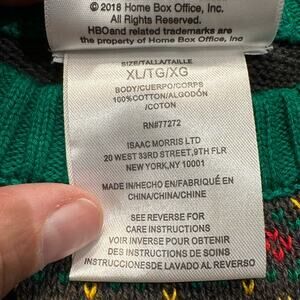 © 2018 Home Box Office, Inc.
All Rights Reserved.
HBO and related trademarks are
the property of Home Box Office, Inc
SIZE/TALLA/TAILLE
XL/TG/XG
BODY/CUERPO/CORPS
100%COTTON/ALGODÓN
/COTON
RN#77272
ISAAC MORRIS LTD
20 WEST 33RD STREET,9TH FLR
NEW YORK,NY 10001
MADE IN/HECHO EN/FABRIQUÉ EN
CHINA/CHINA/CHINE
SEE REVERSE FOR
CARE INSTRUCTIONS
VOIR INVERSE POUR OBTENIR
DES INSTRUCTIONS DE SOINS
INSTRUCCIONESDE LAVADO AL REVERSO